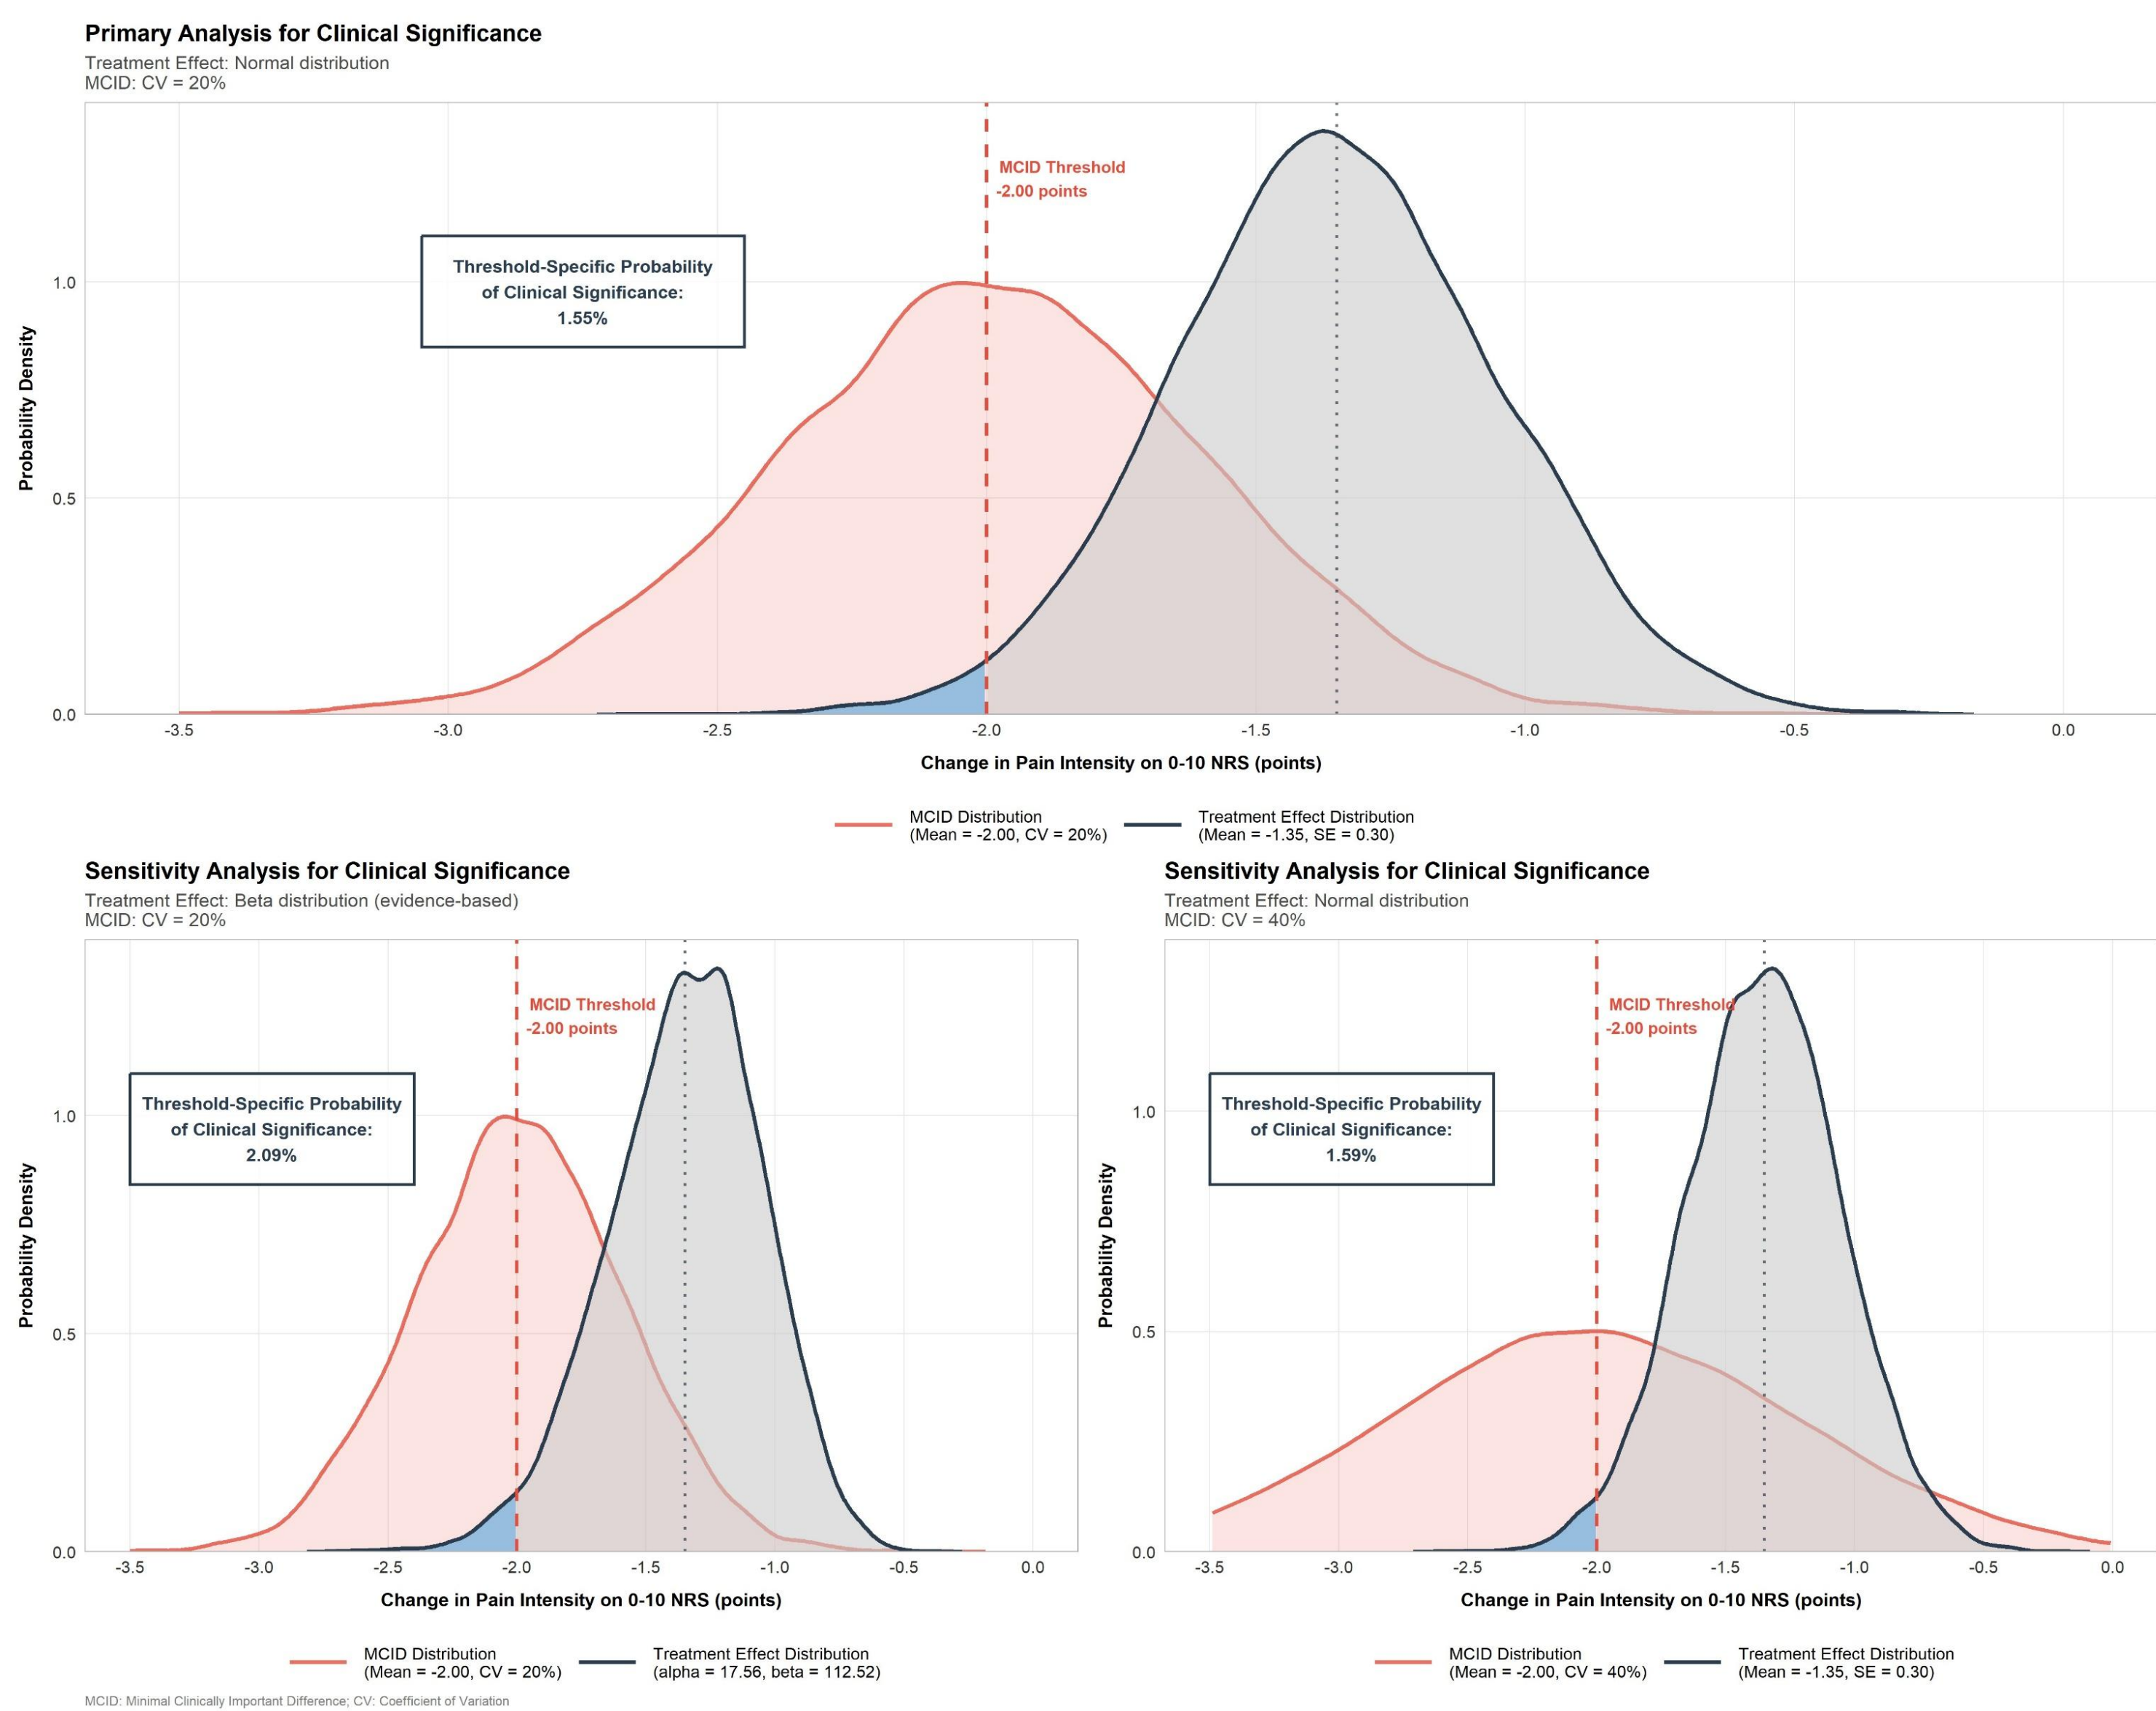 Primary Analysis for Clinical Significance
Treatment Effect: Normal distribution
MCID: CV = 20%
MCID Threshold
-2.00 points
Threshold-Specific Probability
of Clinical Significance:
1.55%
Probability Density
1.0
0.5
0.0
-3.5
-3.0
-2.5
-2.0
-1.5
-1.0
-0.5
0.0
Change in Pain Intensity on 0-10 NRS (points)
MCID Distribution
(Mean = -2.00, CV = 20%)
Treatment Effect Distribution
(Mean = -1.35, SE = 0.30)
Sensitivity Analysis for Clinical Significance
Treatment Effect: Beta distribution (evidence-based)
MCID: CV = 20%
MCID Threshold
-2.00 points
Threshold-Specific Probability
of Clinical Significance:
2.09%
Probability Density
1.0
0.5
0.0
-3.5
-3.0
-2.5
-2.0
-1.5
-1.0
-0.5
0.0
Change in Pain Intensity on 0-10 NRS (points)
MCID Distribution
(Mean = -2.00, CV = 20%)
Treatment Effect Distribution
(alpha = 17.56, beta = 112.52)
Sensitivity Analysis for Clinical Significance
Treatment Effect: Normal distribution
MCID: CV = 40%
MCID Threshold
-2.00 points
Threshold-Specific Probability
of Clinical Significance:
1.59%
Probability Density
1.0
0.5
0.0
-3.5
-3.0
-2.5
-2.0
-1.5
-1.0
-0.5
0.0
Change in Pain Intensity on 0-10 NRS (points)
MCID Distribution
(Mean = -2.00, CV = 40%)
Treatment Effect Distribution
(Mean = -1.35, SE = 0.30)
MCID: Minimal Clinically Important Difference; CV: Coefficient of Variation